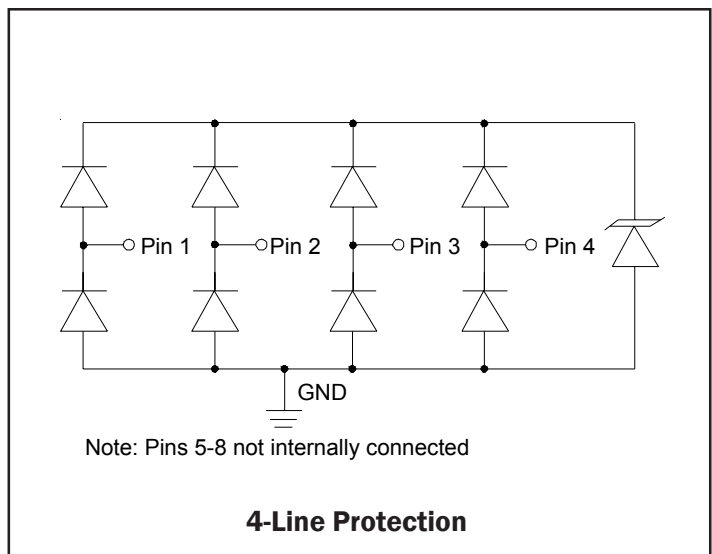 Pin 1
Pin 2
Pin 3
Pin 4
GND
Note: Pins 5-8 not internally connected
4-Line Protection